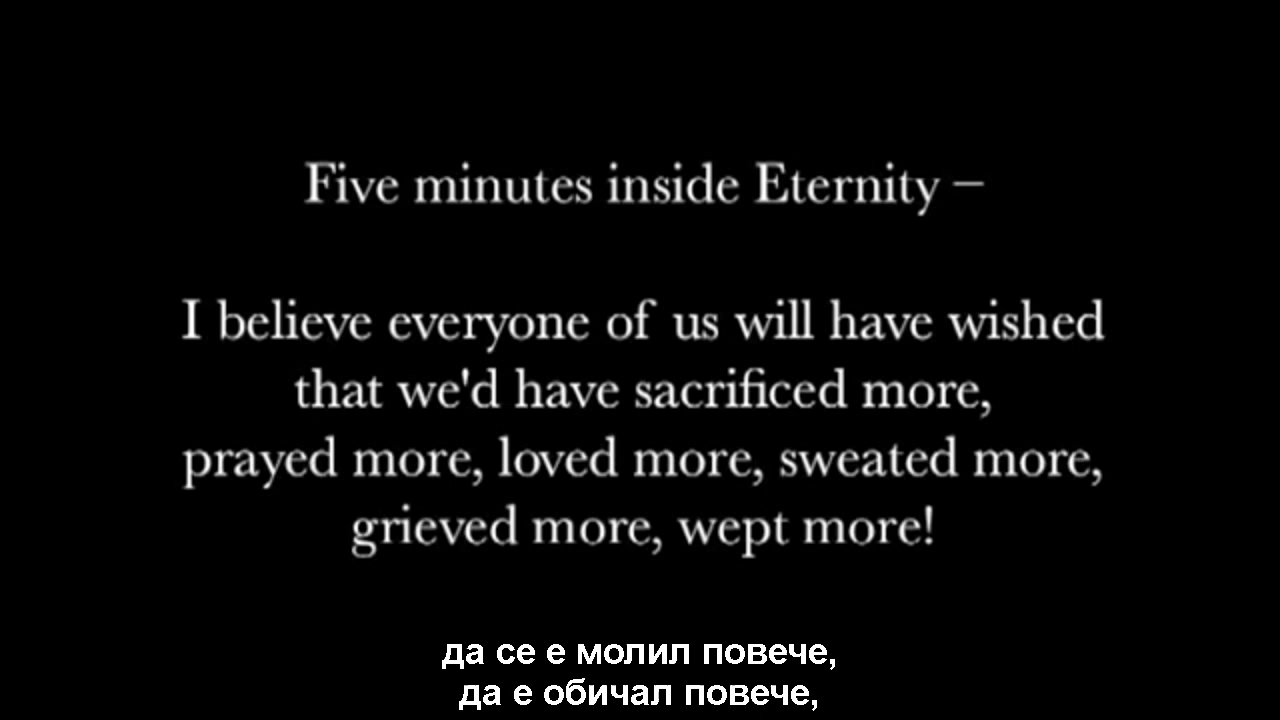 Five minutes inside Eternity –
I believe everyone of us will have wished
that we'd have sacrificed more,
prayed more, loved more, sweated more,
grieved more, wept more!
да се е молил повече,
да е обичал повече,